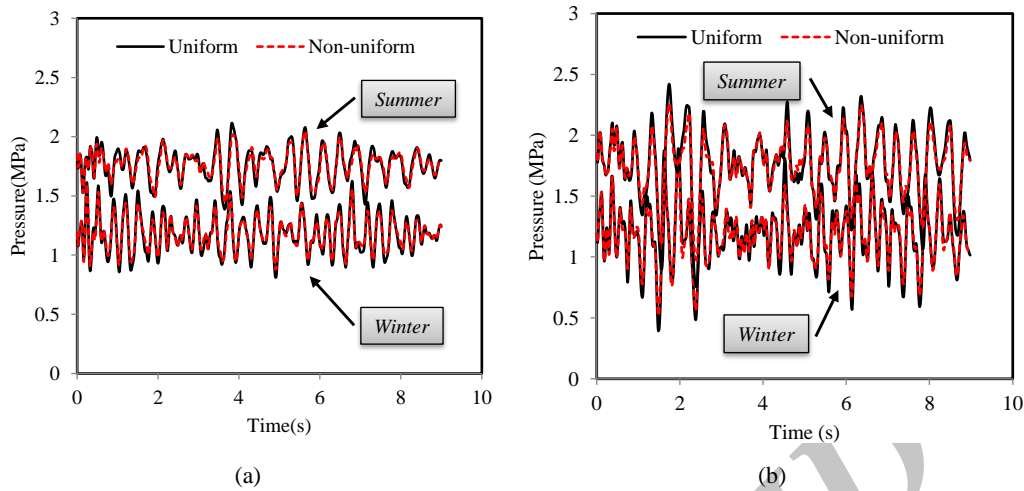 3
2.5
2
1.5
1
0.5
0
0
2
4
6
8
10
Pressure(MPa)
Time(s)
Uniform
Non-uniform
Summer
Winter
(a)
3
2.5
2
1.5
1
0.5
0
0
2
4
6
8
10
Pressure (MPa)
Time (s)
Uniform
Non-uniform
Summer
Winter
(b)